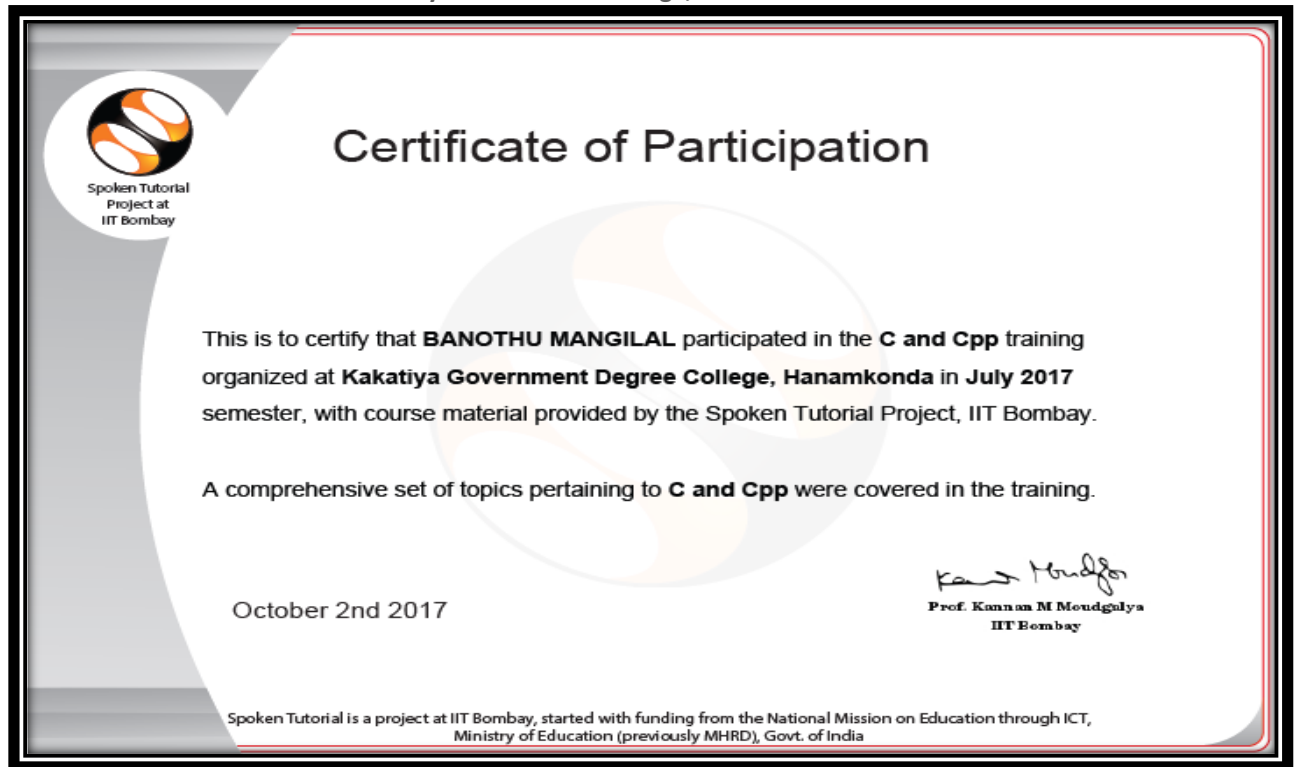 Spoken Tutorial
Project at
IIT Bombay
Certificate of Participation
This is to certify that BANOTHU MANGILAL participated in the C and Cpp training
organized at Kakatiya Government Degree College, Hanamkonda in July 2017
semester, with course material provided by the Spoken Tutorial Project, IIT Bombay.
A comprehensive set of topics pertaining to C and Cpp were covered in the training.
October 2nd 2017
Prof. Kannan M Moudgalya
IIT Bombay
Spoken Tutorial is a project at IIT Bombay, started with funding from the National Mission on Education through ICT,
Ministry of Education (previously MHRD), Govt. of India